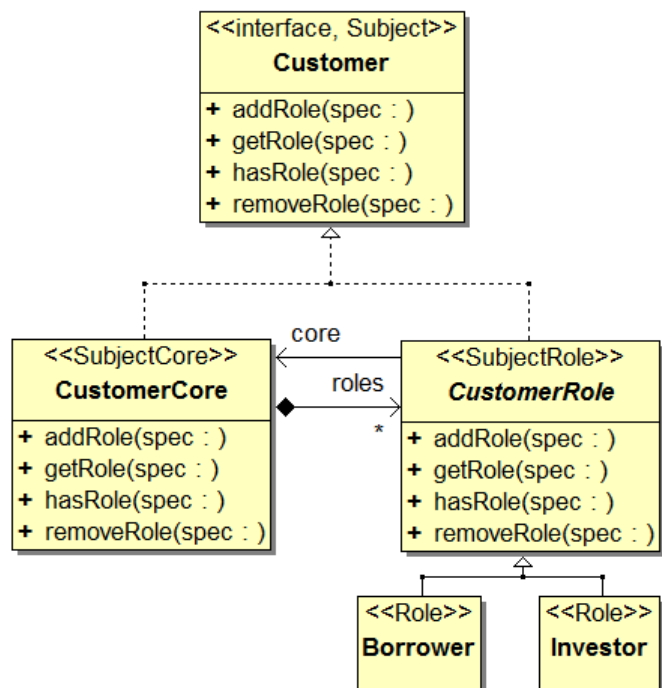 <<interface, Subject>>
Customer
+ addRole(spec : )
+ getRole(spec : )
+ hasRole(spec : )
+ removeRole(spec : )
<<SubjectCore>>
CustomerCore
+ addRole(spec : )
+ getRole(spec : )
+ hasRole(spec : )
+ removeRole(spec : )
core
roles
*
<<SubjectRole>>
CustomerRole
+ addRole(spec : )
+ getRole(spec : )
+ hasRole(spec : )
+ removeRole(spec : )
<<Role>>
Borrower
<<Role>>
Investor